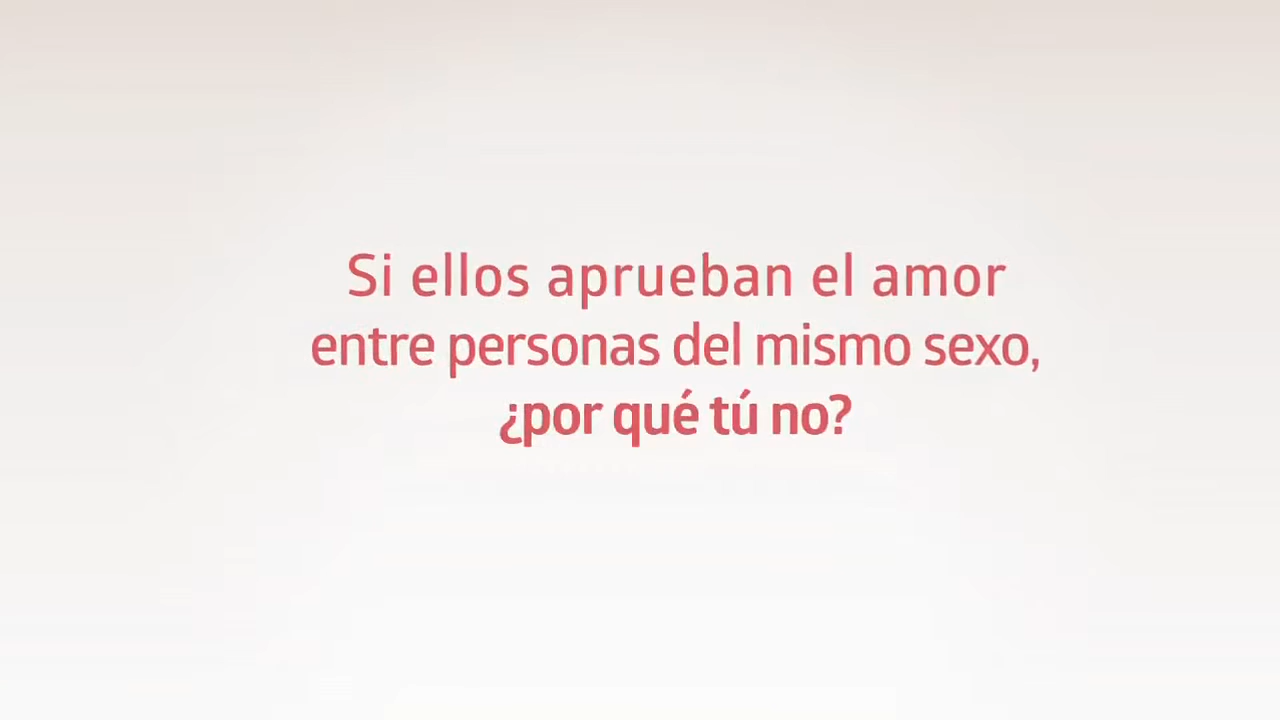 Si ellos aprueban el amor
entre personas del mismo sexo,
¿por qué tú no?